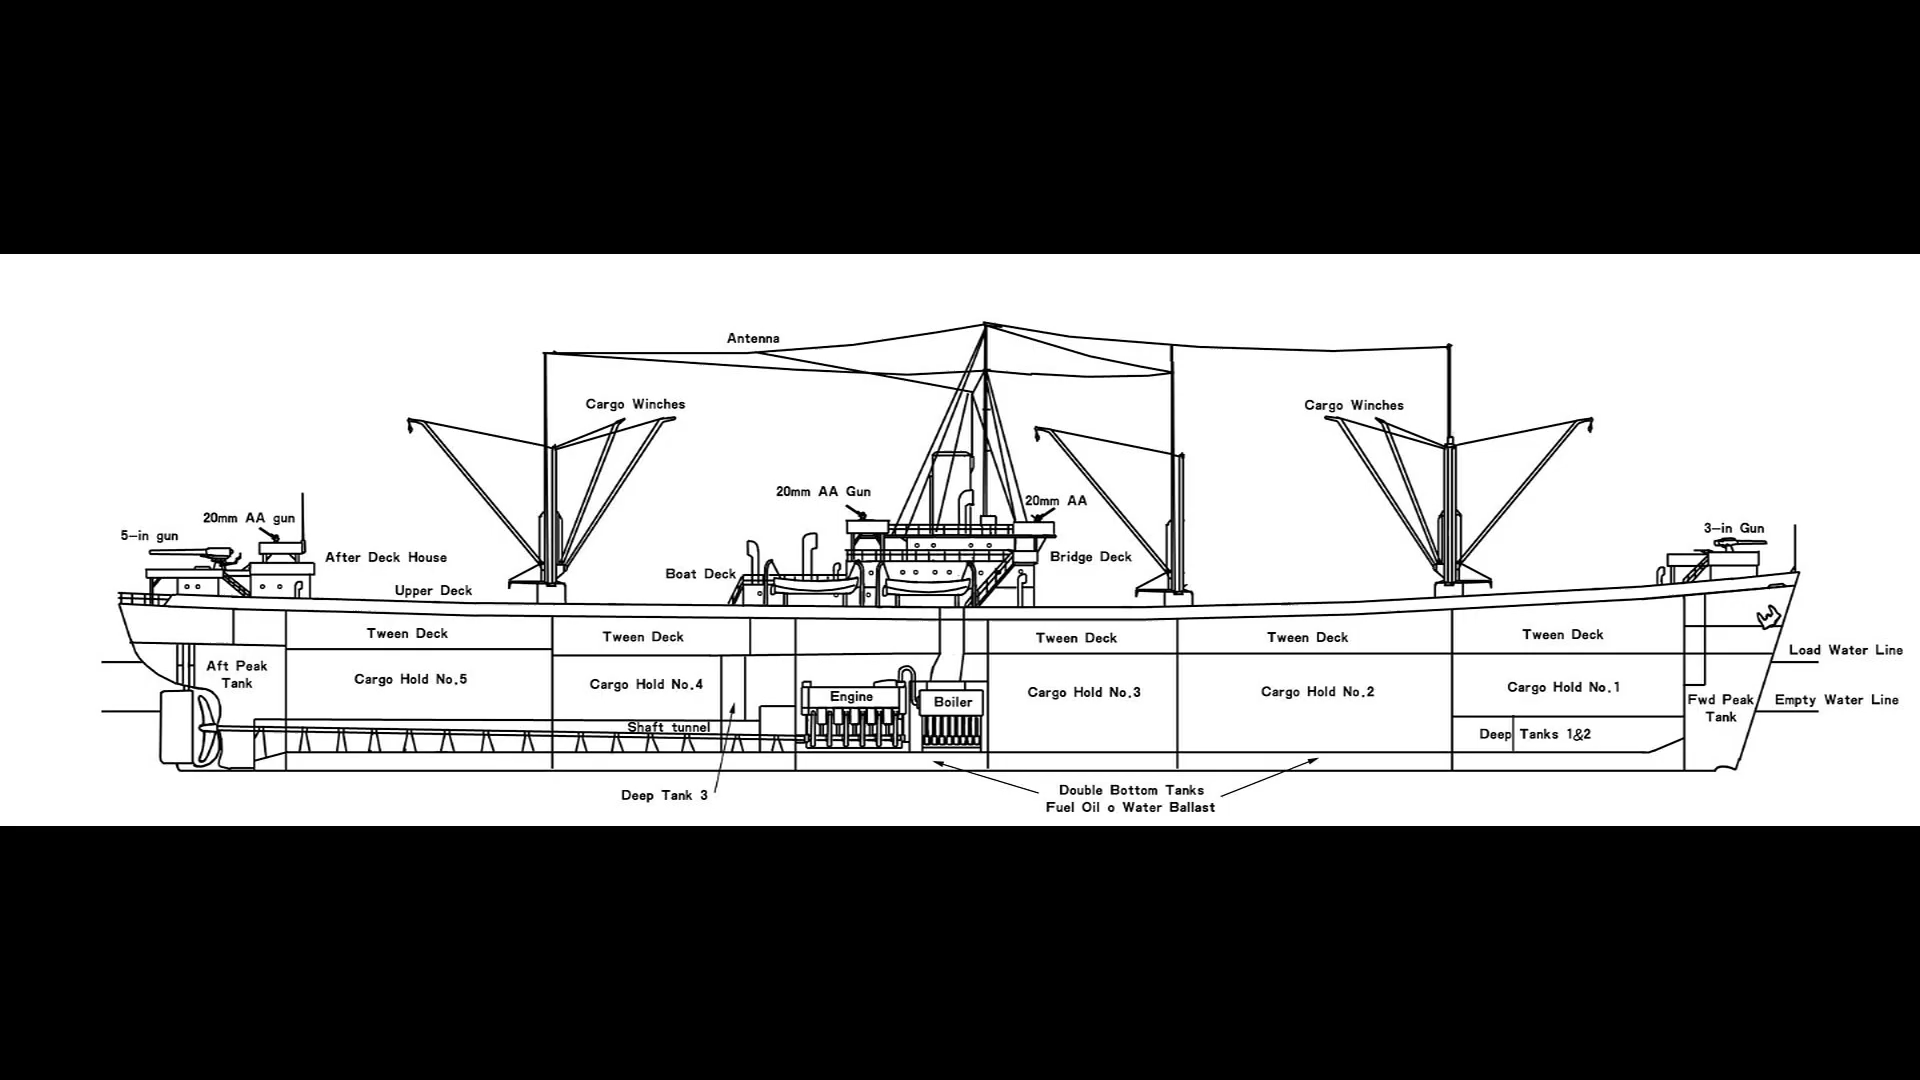 Antenna
Cargo Winches
Cargo Winches
20mm AA Gun
20mm AA
5-in gun
20mm AA gun
3-in Gun
After Deck House
Bridge Deck
Boat Deck
Upper Deck
Tween Deck
Tween Deck
Tween Deck
Tween Deck
Tween Deck
Load Water Line
Aft Peak
Tank
Cargo Hold No.5
Cargo Hold No.4
Engine
Boiler
Cargo Hold No.3
Cargo Hold No.2
Cargo Hold No.1
Fwd Peak
Tank
Empty Water Line
Shaft tunnel
Deep Tanks 1&2
Deep Tank 3
Double Bottom Tanks
Fuel Oil o Water Ballast